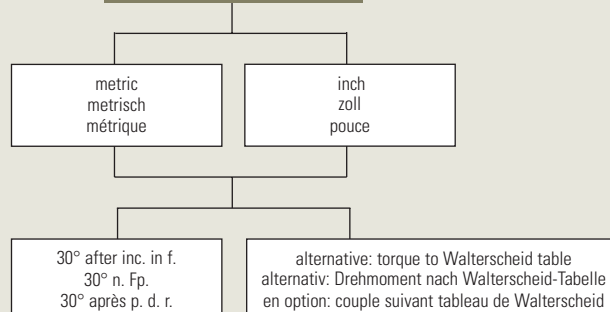 metric
metrisch
métrique
inch
zoll
pouce
30° after inc. in f.
30° n. Fp.
30° après p. d. r.
alternative: torque to Walterscheid table
alternativ: Drehmoment nach Walterscheid-Tabelle
en option: couple suivant tableau de Walterscheid